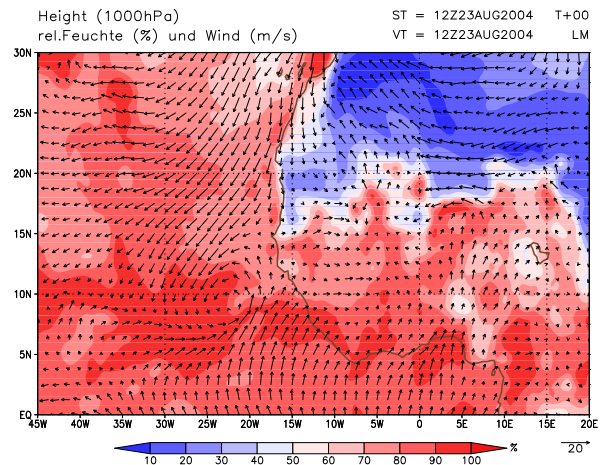 Height (1000hPa) ST = 12Z23AUG2004 T+00
rel.Feuchte (%) und Wind (m/s) VT = 12Z23AUG2004 LM
30N
25N
20N
15N
10N
5N
EQ
45W 40W 35W 30W 25W 20W 15W 10W 5W 0 5E 10E 15E 20E
10 20 30 40 50 60 70 80 90 100 %
20